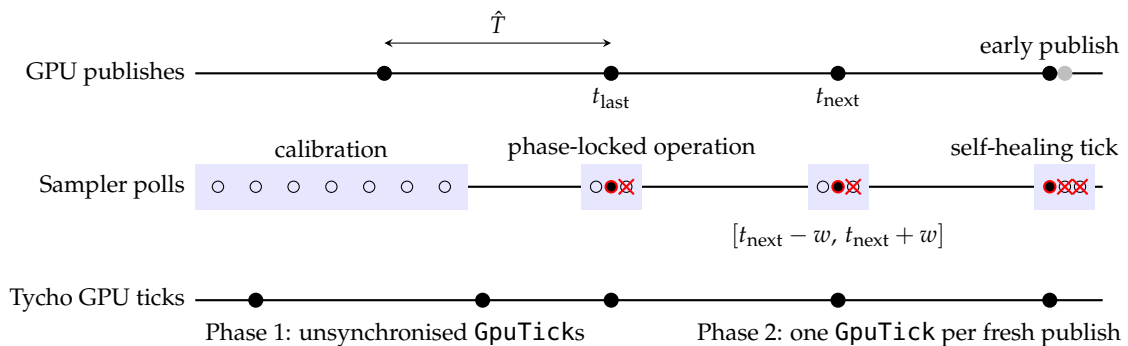 T̂
early publish
GPU publishes
t_last
t_next
calibration
phase-locked operation
self-healing tick
Sampler polls
[t_next − w, t_next + w]
Tycho GPU ticks
Phase 1: unsynchronised GpuTicks
Phase 2: one GpuTick per fresh publish